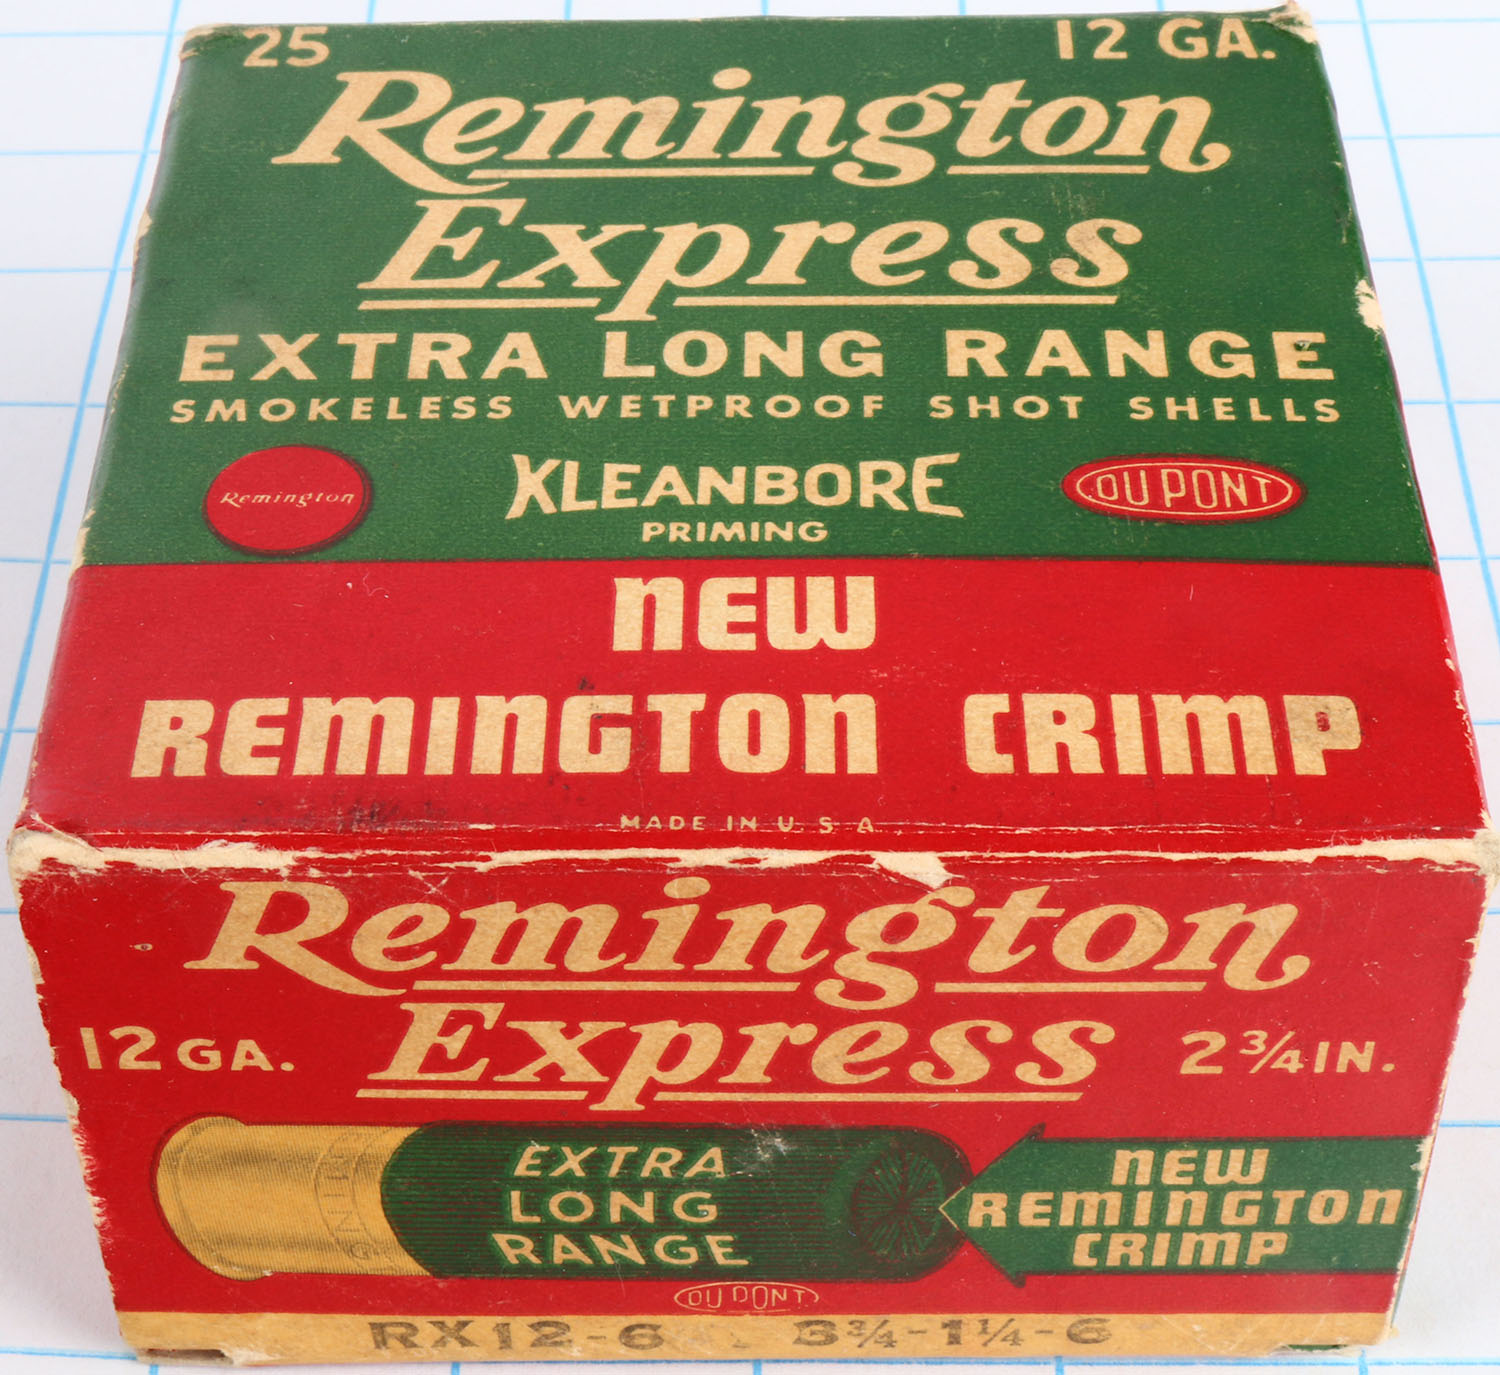 25 12 GA.
Remington
Express
EXTRA LONG RANGE
SMOKELESS WETPROOF SHOT SHELLS
Remington
KLEANBORE
PRIMING
DU PONT
NEW
REMINGTON CRIMP
MADE IN U.S.A.
Remington
Express
12 GA.
2 3/4 IN.
EXTRA
LONG
RANGE
NEW
REMINGTON
CRIMP
DU PONT
RX12-6 3 3/4-1 1/4-6